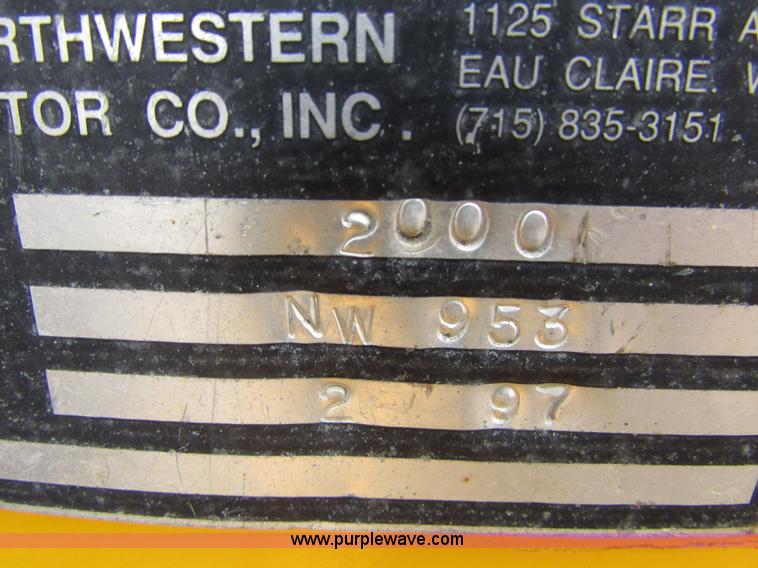 RTHWESTERN
TOR CO., INC.
1125 STARR A
EAU CLAIRE. W
(715) 835-3151
2000
NW 953
2 97
www.purplewave.com